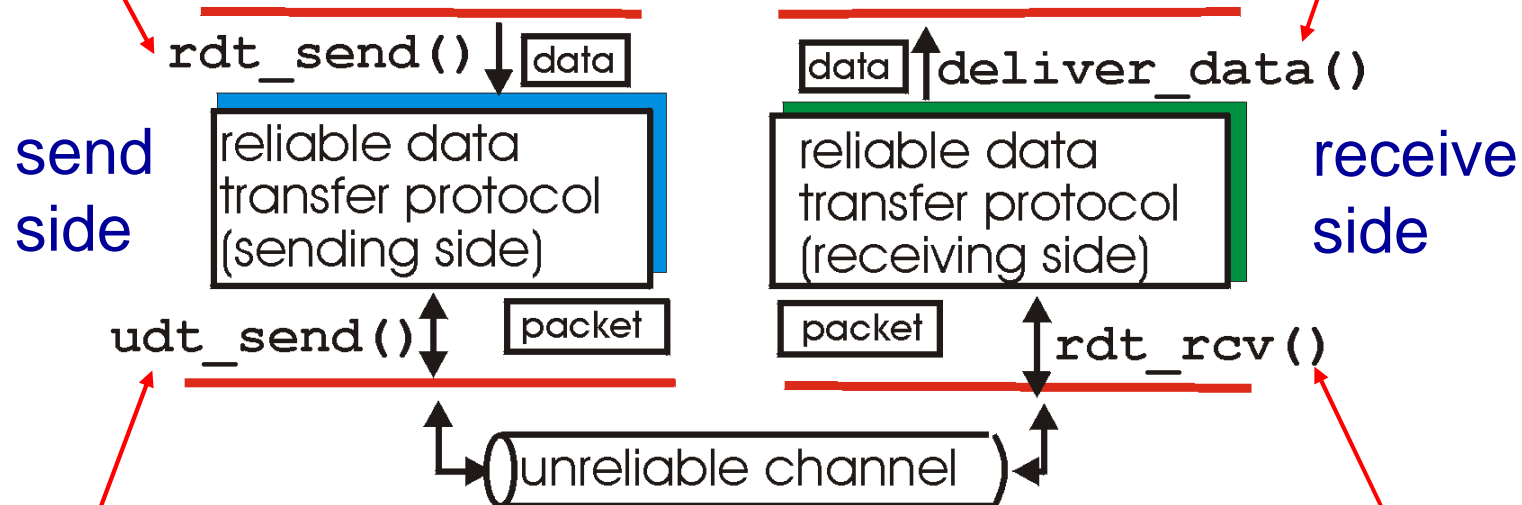 rdt_send()
data
data
deliver_data()
send
side
reliable data
transfer protocol
(sending side)
reliable data
transfer protocol
(receiving side)
receive
side
udt_send()
packet
packet
rdt_rcv()
unreliable channel